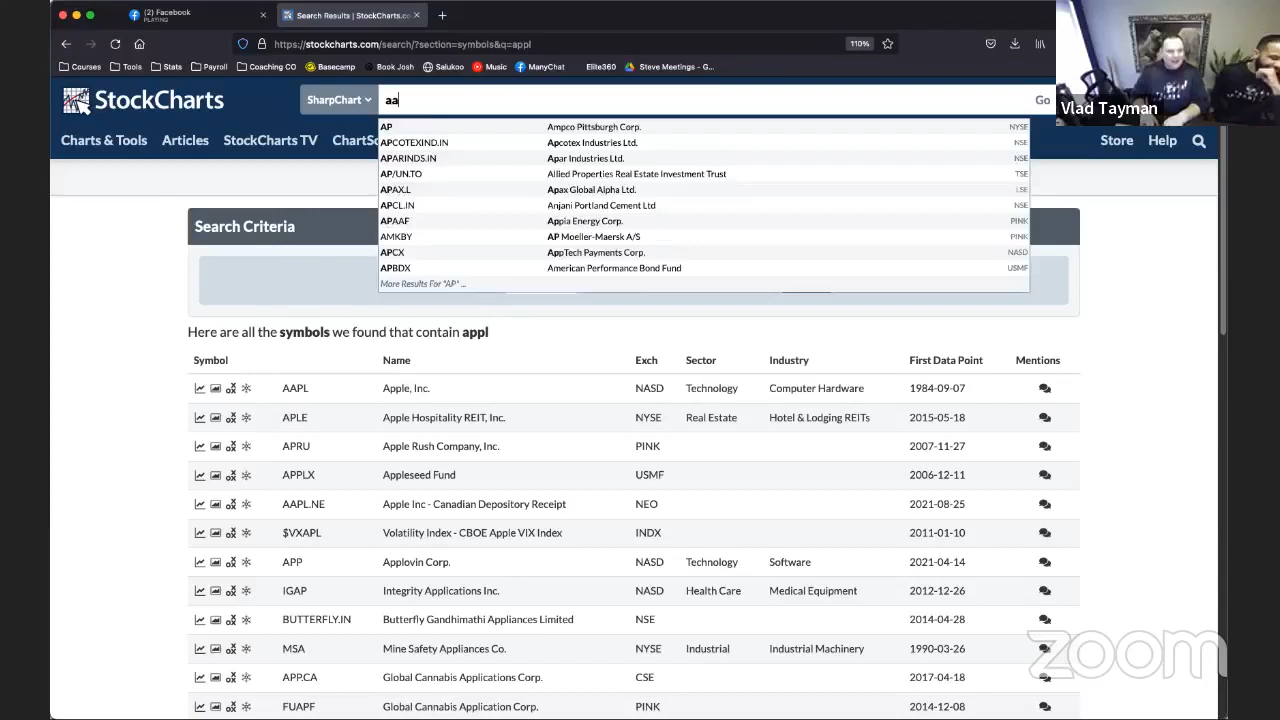 (2) Facebook
PLAYING
Search Results | StockCharts.co
https://stockcharts.com/search/?section=symbols&q=appl
110%
Courses
Tools
Stats
Payroll
Coaching CO
Basecamp
Book Josh
Salukoo
Music
ManyChat
Elite360
Steve Meetings - G...
Vlad Tayman
StockCharts
SharpChart
aa
Go
Charts & Tools
Articles
StockCharts TV
ChartSc
Store
Help
AP Ampco Pittsburgh Corp. NYSE
APCOTEXIND.IN Apcotex Industries Ltd. NSE
APARINDS.IN Apar Industries Ltd. NSE
AP/UN.TO Allied Properties Real Estate Investment Trust TSE
APAX.L Apax Global Alpha Ltd. LSE
APCL.IN Anjani Portland Cement Ltd NSE
APAAF Appia Energy Corp. PINK
AMKBY AP Moeller-Maersk A/S PINK
APCX AppTech Payments Corp. NASD
APBDX American Performance Bond Fund USMF
More Results For "AP" ...
Search Criteria
Here are all the symbols we found that contain appl
Symbol Name Exch Sector Industry First Data Point Mentions
AAPL Apple, Inc. NASD Technology Computer Hardware 1984-09-07
APLE Apple Hospitality REIT, Inc. NYSE Real Estate Hotel & Lodging REITs 2015-05-18
APRU Apple Rush Company, Inc. PINK 2007-11-27
APPLX Appleseed Fund USMF 2006-12-11
AAPL.NE Apple Inc - Canadian Depository Receipt NEO 2021-08-25
$VXAPL Volatility Index - CBOE Apple VIX Index INDX 2011-01-10
APP Applovin Corp. NASD Technology Software 2021-04-14
IGAP Integrity Applications Inc. NASD Health Care Medical Equipment 2012-12-26
BUTTERFLY.IN Butterfly Gandhimathi Appliances Limited NSE 2014-04-28
MSA Mine Safety Appliances Co. NYSE Industrial Industrial Machinery 1990-03-26
APP.CA Global Cannabis Applications Corp. CSE 2017-04-18
FUAPF Global Cannabis Application Corp. PINK 2014-12-08
zoom